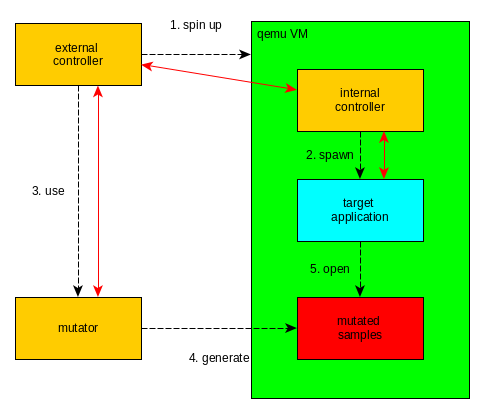 1. spin up
qemu VM
external
controller
internal
controller
2. spawn
3. use
target
application
5. open
mutator
mutated
samples
4. generate